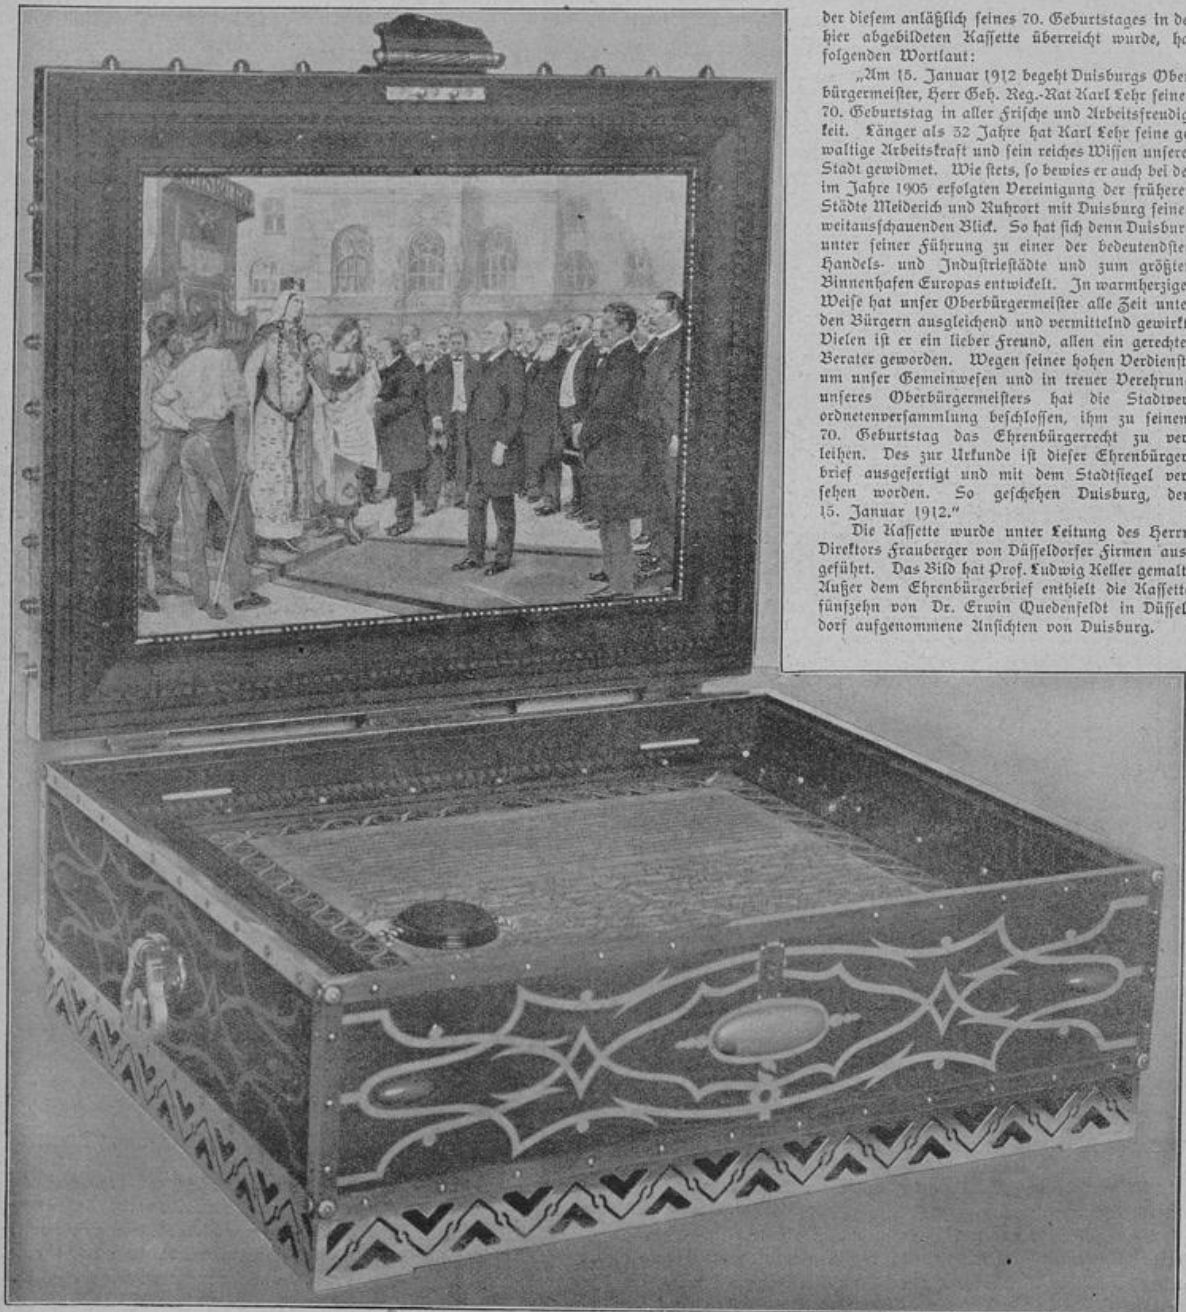 der diesem anläßlich seines 70. Geburtstages in de
hier abgebildeten Kassette überreicht wurde, ha
folgenden Wortlaut:
„Am 15. Januar 1912 begeht Duisburgs Ober
bürgermeister, Herr Geh. Reg.-Rat Karl Lehr seine
70. Geburtstag in aller Frische und Arbeitsfreudig
keit. Länger als 32 Jahre hat Karl Lehr seine ge
waltige Arbeitskraft und sein reiches Wissen unsere
Stadt gewidmet. Wie stets, so bewies er auch bei de
im Jahre 1905 erfolgten Vereinigung der frühere
Städte Meiderich und Ruhrort mit Duisburg seine
weitausschauenden Blick. So hat sich denn Duisbur
unter seiner Führung zu einer der bedeutendste
Handels- und Industriestädte und zum größte
Binnenhafen Europas entwickelt. In warmherzige
Weise hat unser Oberbürgermeister alle Zeit unte
den Bürgern ausgleichend und vermittelnd gewirkt
Vielen ist er ein lieber Freund, allen ein gerechte
Berater geworden. Wegen seiner hohen Verdienst
um unser Gemeinwesen und in treuer Verehrung
unseres Oberbürgermeisters hat die Stadtver
ordnetenversammlung beschlossen, ihm zu seinem
70. Geburtstag das Ehrenbürgerrecht zu ver
leihen. Des zur Urkunde ist dieser Ehrenbürger
brief ausgefertigt und mit dem Stadtsiegel ver
sehen worden. So geschehen Duisburg, den
15. Januar 1912.“
Die Kassette wurde unter Leitung des Herrn
Direktors Frauberger von Düsseldorfer Firmen aus
geführt. Das Bild hat Prof. Ludwig Keller gemalt
Außer dem Ehrenbürgerbrief enthielt die Kassette
fünfzehn von Dr. Erwin Quedenfeldt in Düssel
dorf aufgenommene Ansichten von Duisburg.